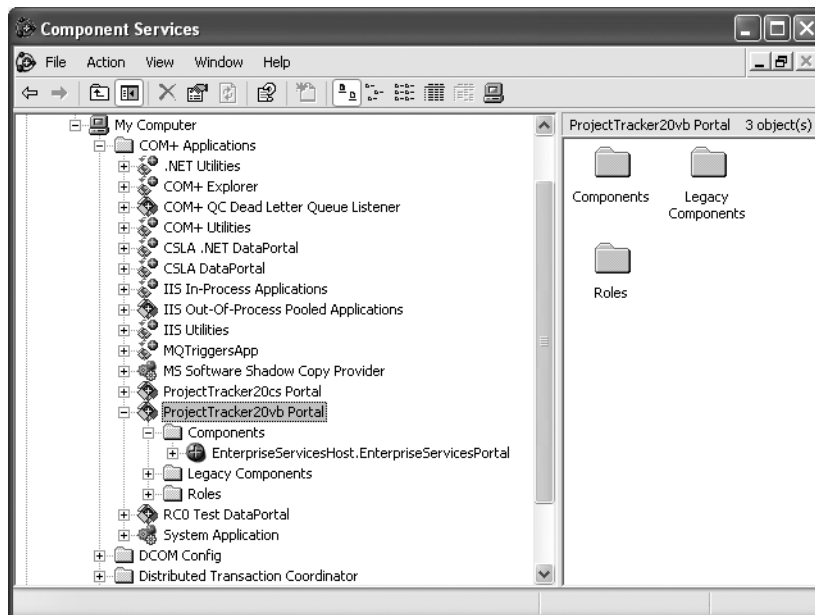 Component Services
File Action View Window Help
My Computer
COM+ Applications
.NET Utilities
COM+ Explorer
COM+ QC Dead Letter Queue Listener
COM+ Utilities
CSLA .NET DataPortal
CSLA DataPortal
IIS In-Process Applications
IIS Out-Of-Process Pooled Applications
IIS Utilities
MQTriggersApp
MS Software Shadow Copy Provider
ProjectTracker20cs Portal
ProjectTracker20vb Portal
Components
EnterpriseServicesHost.EnterpriseServicesPortal
Legacy Components
Roles
RC0 Test DataPortal
System Application
DCOM Config
Distributed Transaction Coordinator
ProjectTracker20vb Portal 3 object(s)
Components
Legacy
Components
Roles